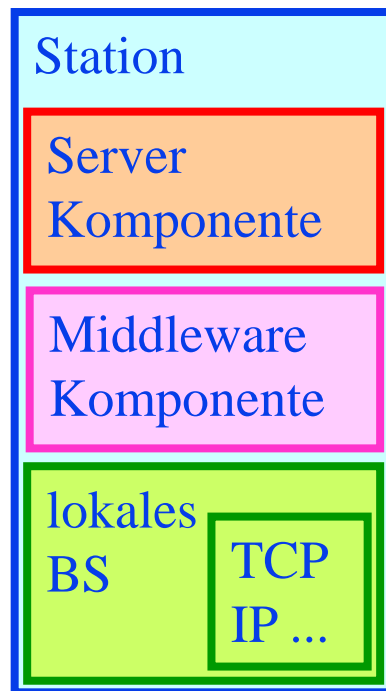 Station
Server
Komponente
Middleware
Komponente
lokales
BS
TCP
IP ...